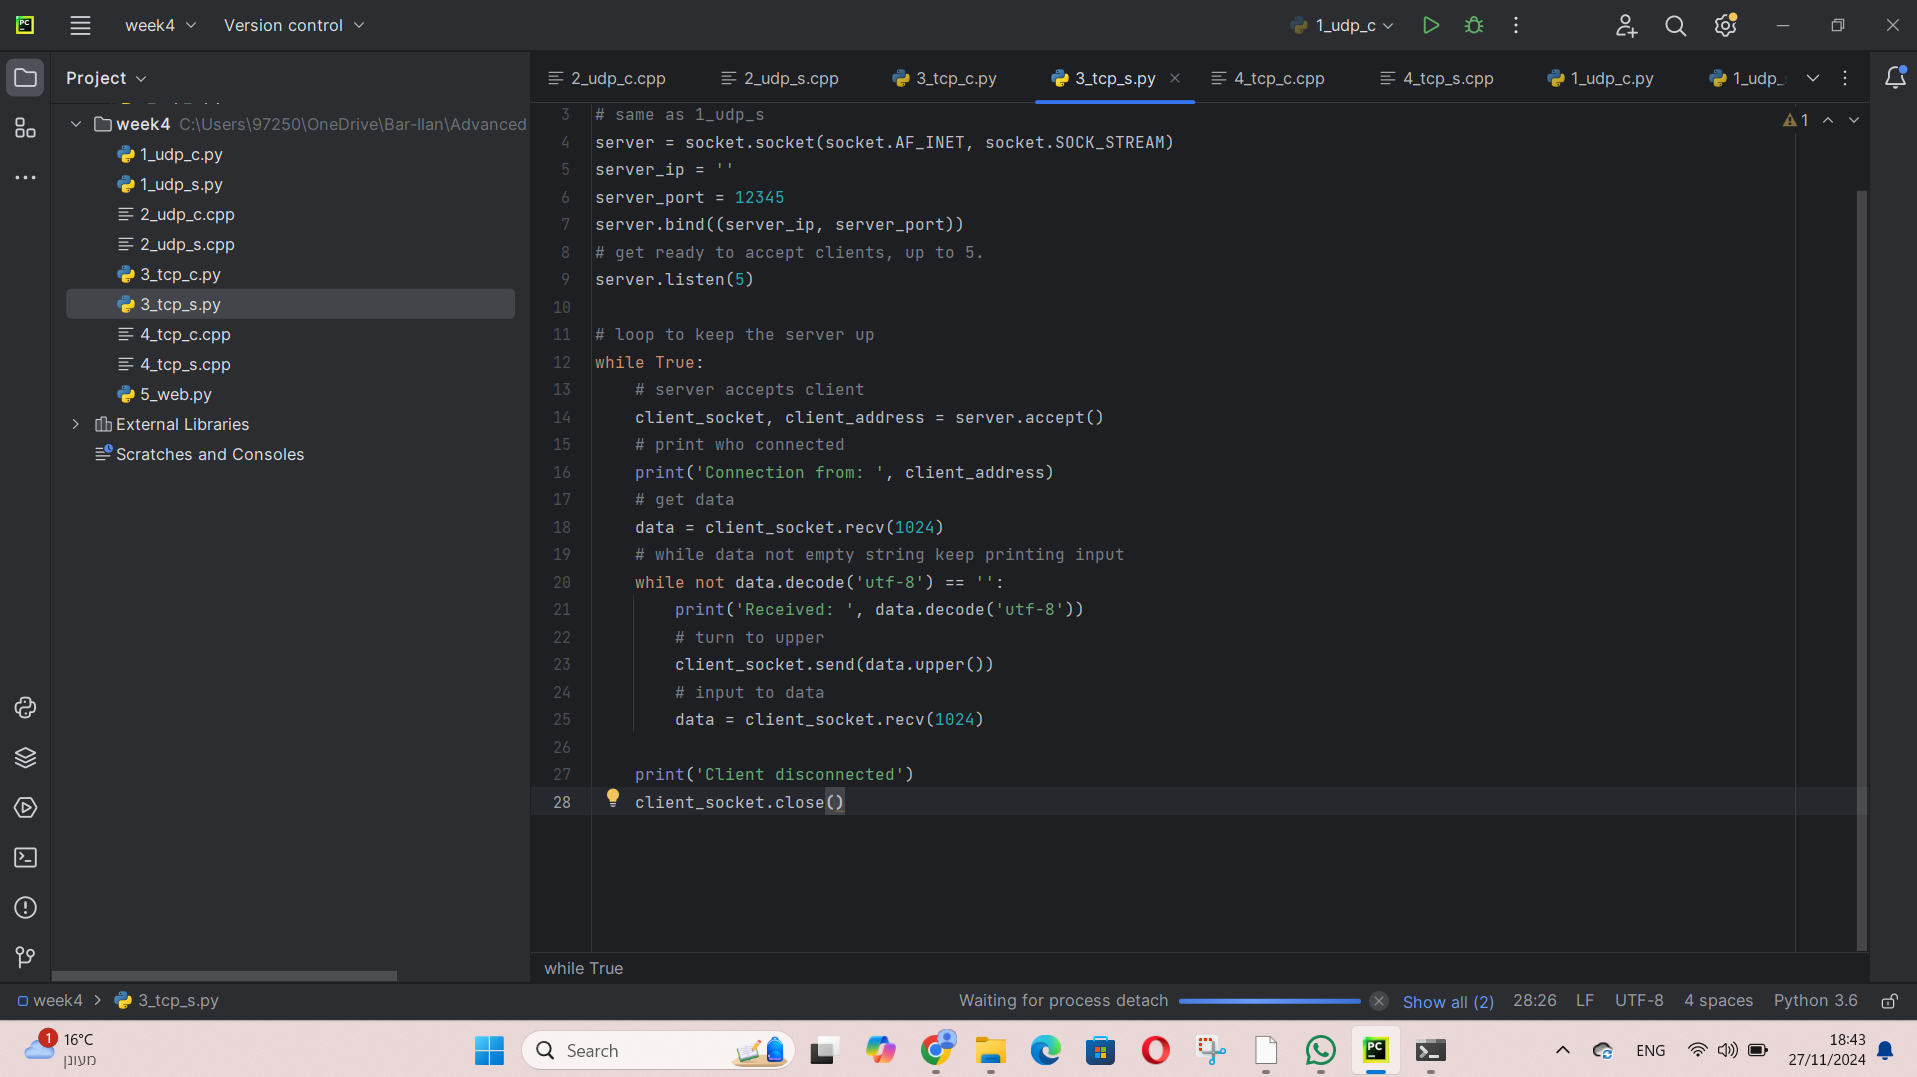 PC
week4
Version control
1_udp_c
Project
2_udp_c.cpp
2_udp_s.cpp
3_tcp_c.py
3_tcp_s.py
4_tcp_c.cpp
4_tcp_s.cpp
1_udp_c.py
1_udp_
week4 C:\Users\97250\OneDrive\Bar-Ilan\Advanced
1_udp_c.py
1_udp_s.py
2_udp_c.cpp
2_udp_s.cpp
3_tcp_c.py
3_tcp_s.py
4_tcp_c.cpp
4_tcp_s.cpp
5_web.py
External Libraries
Scratches and Consoles
1
3 # same as 1_udp_s
4 server = socket.socket(socket.AF_INET, socket.SOCK_STREAM)
5 server_ip = ''
6 server_port = 12345
7 server.bind((server_ip, server_port))
8 # get ready to accept clients, up to 5.
9 server.listen(5)
10
11 # loop to keep the server up
12 while True:
13 # server accepts client
14 client_socket, client_address = server.accept()
15 # print who connected
16 print('Connection from: ', client_address)
17 # get data
18 data = client_socket.recv(1024)
19 # while data not empty string keep printing input
20 while not data.decode('utf-8') == '':
21 print('Received: ', data.decode('utf-8'))
22 # turn to upper
23 client_socket.send(data.upper())
24 # input to data
25 data = client_socket.recv(1024)
26
27 print('Client disconnected')
28 client_socket.close()
while True
week4 > 3_tcp_s.py
Waiting for process detach
Show all (2)
28:26
LF
UTF-8
4 spaces
Python 3.6
1
16°C
מעונן
Search
PC
ENG
18:43
27/11/2024